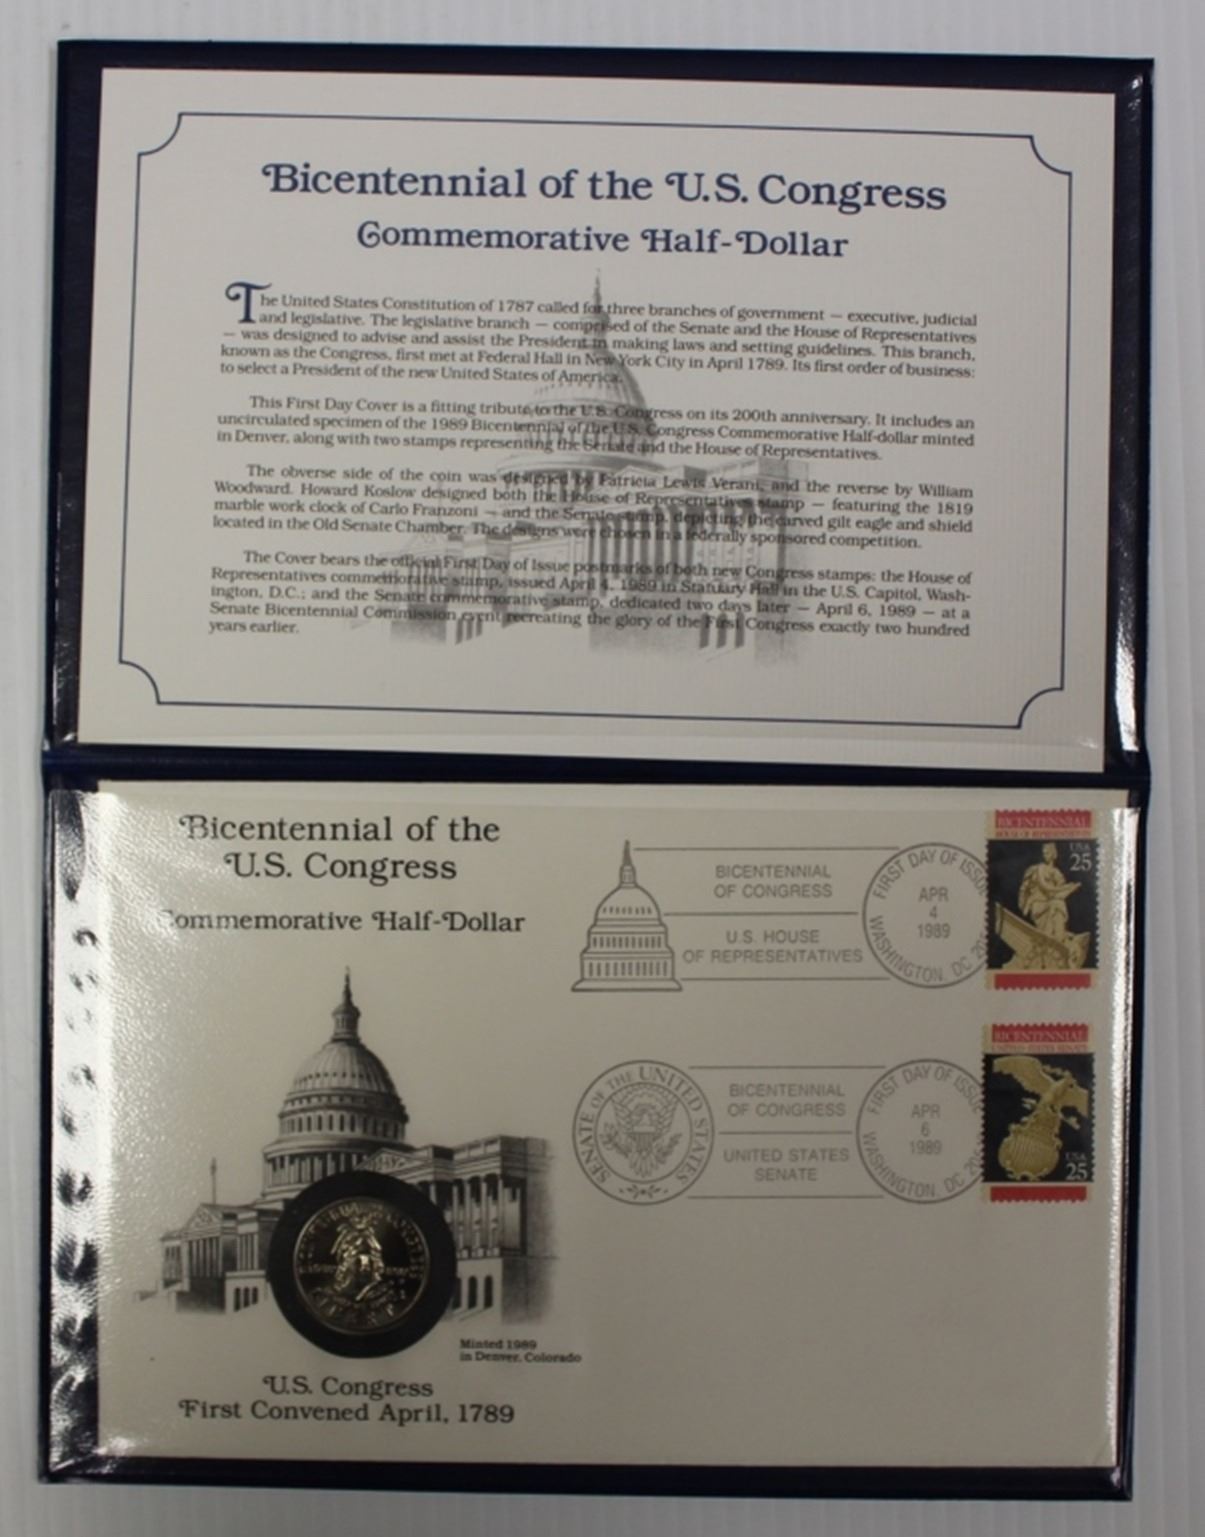 Bicentennial of the U.S. Congress
Commemorative Half-Dollar
The United States Constitution of 1787 called for three branches of government — executive, judicial
and legislative. The legislative branch — comprised of the Senate and the House of Representatives
— was designed to advise and assist the President in making laws and setting guidelines. This branch,
known as the Congress, first met at Federal Hall in New York City in April 1789. Its first order of business:
to select a President of the new United States of America.
This First Day Cover is a fitting tribute to the U.S. Congress on its 200th anniversary. It includes an
uncirculated specimen of the 1989 Bicentennial of the U.S. Congress Commemorative Half-dollar minted
in Denver, along with two stamps representing the Senate and the House of Representatives.
The obverse side of the coin was designed by Patricia Lewis Verani, and the reverse by William
Woodward. Howard Koslow designed both the House of Representatives stamp — featuring the 1819
marble work clock of Carlo Franzoni — and the Senate stamp, depicting the carved gilt eagle and shield
located in the Old Senate Chamber. The designs were chosen in a federally sponsored competition.
The Cover bears the official First Day of Issue postmarks of both new Congress stamps: the House of
Representatives commemorative stamp, issued April 4, 1989 in Statuary Hall in the U.S. Capitol, Wash-
ington, D.C.; and the Senate commemorative stamp, dedicated two days later — April 6, 1989 — at a
Senate Bicentennial Commission event recreating the glory of the First Congress exactly two hundred
years earlier.
Bicentennial of the
U.S. Congress
Commemorative Half-Dollar
BICENTENNIAL
OF CONGRESS
U.S. HOUSE
OF REPRESENTATIVES
FIRST DAY OF ISSUE
APR
4
1989
WASHINGTON, DC
BICENTENNIAL
HOUSE OF REPRESENTATIVES
USA
25
SENATE OF THE UNITED STATES
BICENTENNIAL
OF CONGRESS
UNITED STATES
SENATE
FIRST DAY OF ISSUE
APR
6
1989
WASHINGTON, DC
BICENTENNIAL
UNITED STATES SENATE
USA
25
Minted 1989
in Denver, Colorado
U.S. Congress
First Convened April, 1789